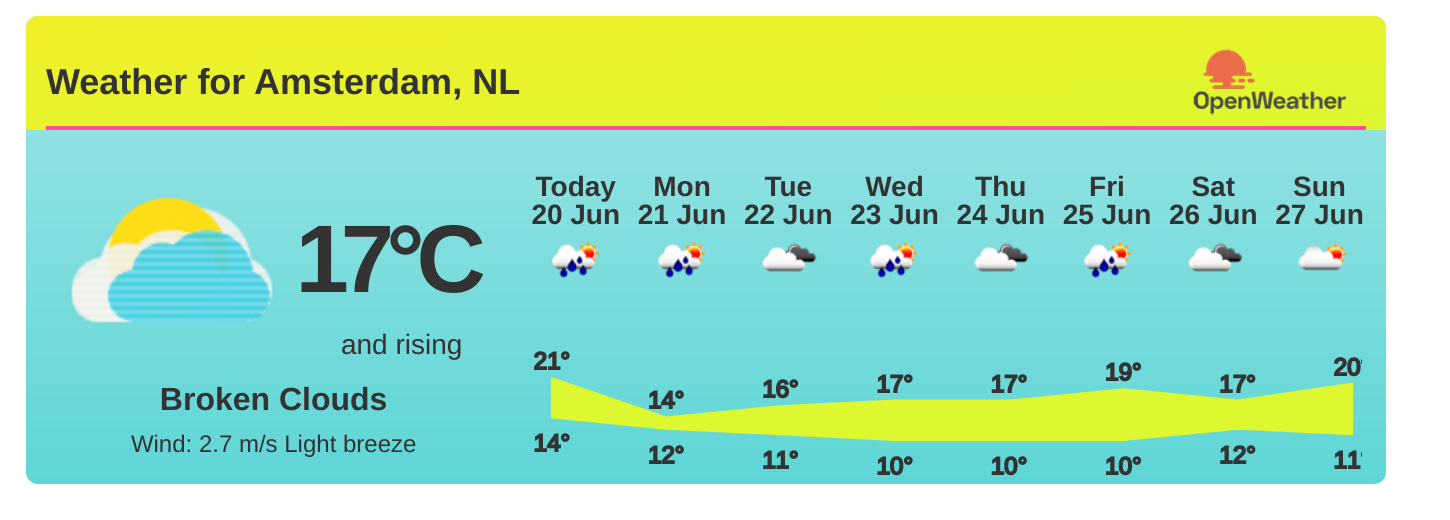 Weather for Amsterdam, NL
OpenWeather
17°C
and rising
Broken Clouds
Wind: 2.7 m/s Light breeze
Today Mon Tue Wed Thu Fri Sat Sun
20 Jun 21 Jun 22 Jun 23 Jun 24 Jun 25 Jun 26 Jun 27 Jun
21° 14° 16° 17° 17° 19° 17° 20°
14° 12° 11° 10° 10° 10° 12° 11°